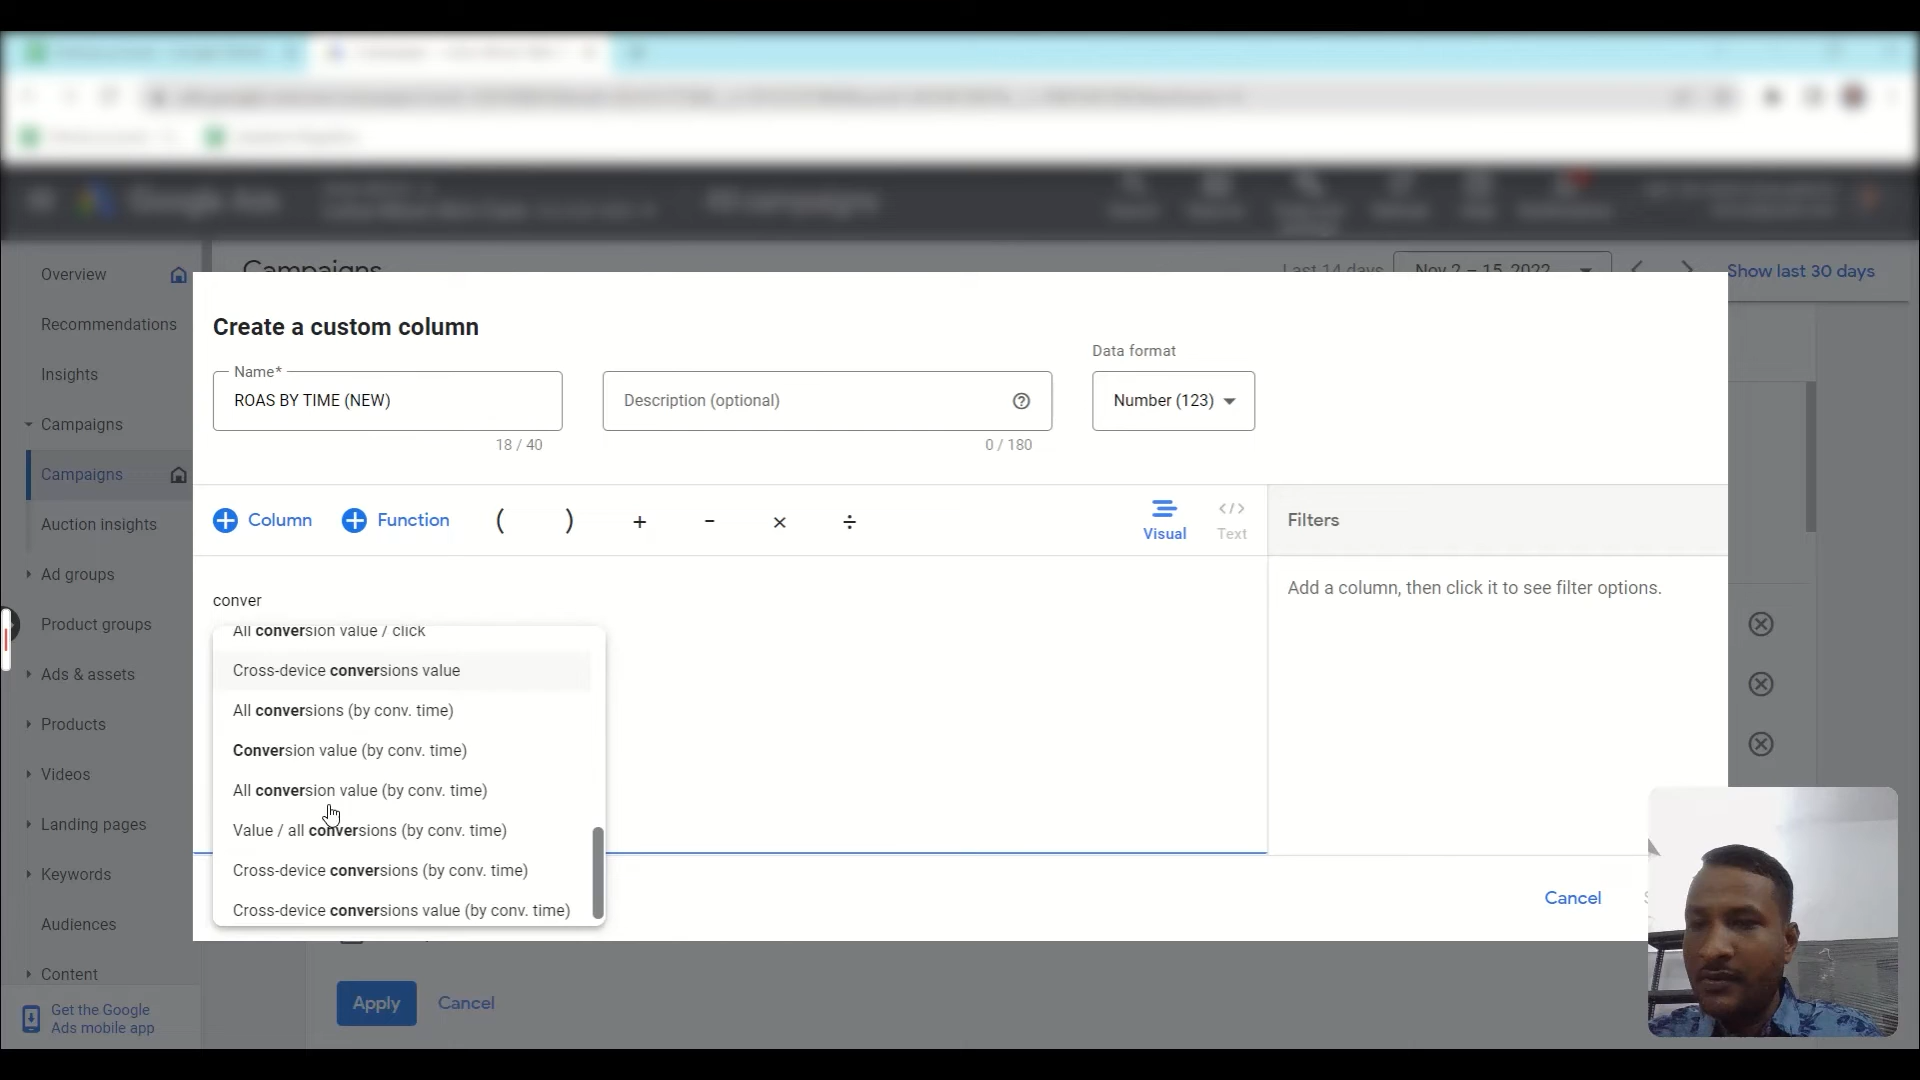 Google Ads
All campaigns
Overview
Recommendations
Insights
Campaigns
Campaigns
Auction insights
Ad groups
Product groups
Ads & assets
Products
Videos
Landing pages
Keywords
Audiences
Content
Get the Google
Ads mobile app
Campaigns
Last 14 days
Nov 2 – 15, 2022
Show last 30 days
Create a custom column
Name*
ROAS BY TIME (NEW)
18 / 40
Description (optional)
0 / 180
Data format
Number (123)
Column
Function
( ) + - × ÷
Visual
</> Text
Filters
Add a column, then click it to see filter options.
conver
All conversion value / click
Cross-device conversions value
All conversions (by conv. time)
Conversion value (by conv. time)
All conversion value (by conv. time)
Value / all conversions (by conv. time)
Cross-device conversions (by conv. time)
Cross-device conversions value (by conv. time)
Cancel
Apply
Cancel